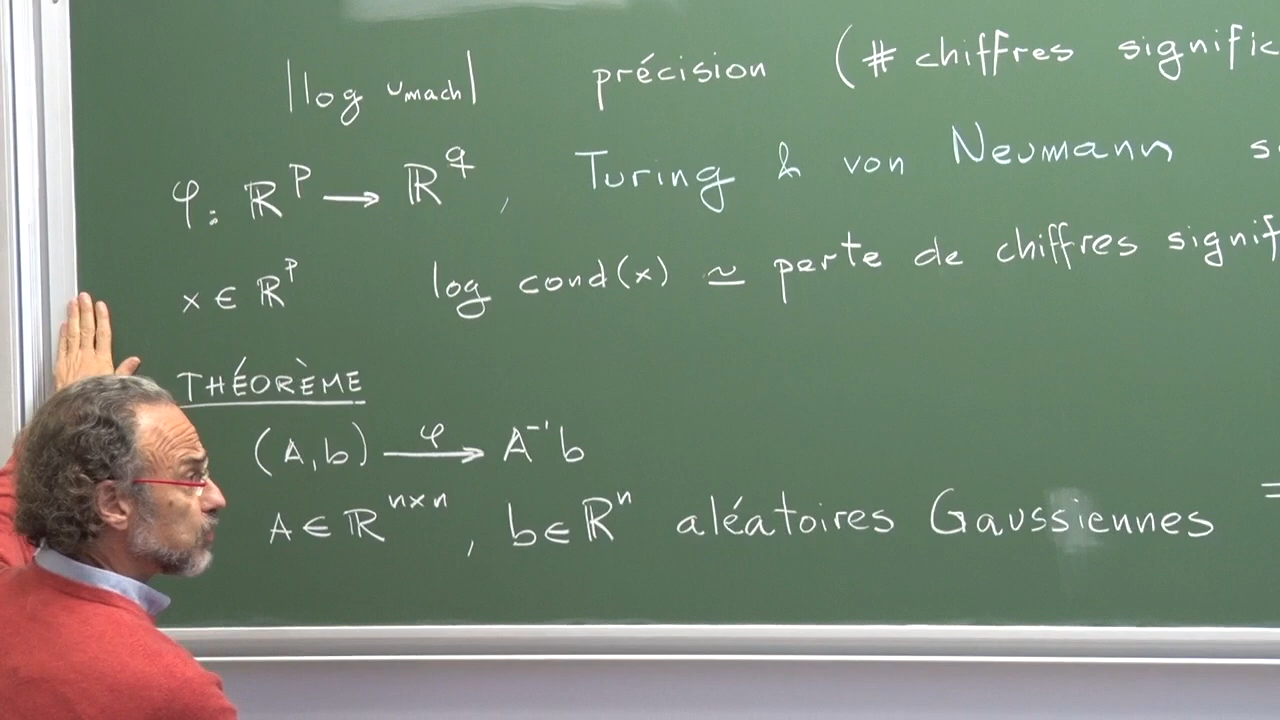 |log u_mach| précision (# chiffres signific
φ: ℝ^p → ℝ^q, Turing & von Neumann s
x ∈ ℝ^p log cond(x) ≃ perte de chiffres signif
THÉORÈME
(A,b) —φ→ A⁻¹b
A ∈ ℝ^{n×n}, b ∈ ℝ^n aléatoires Gaussiennes =